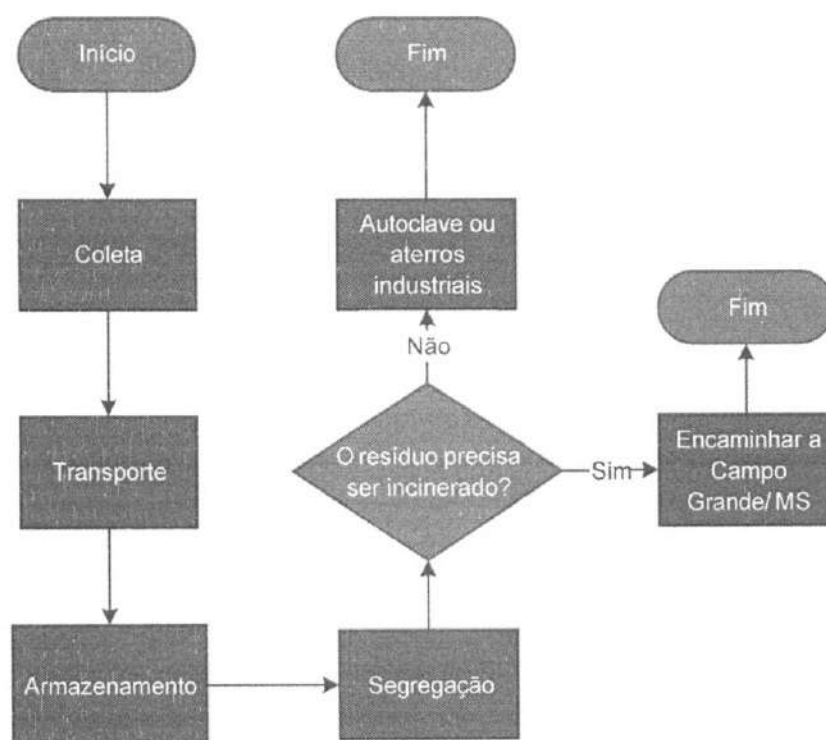 Início
Coleta
Transporte
Armazenamento
Segregação
O resíduo precisa
ser incinerado?
Não
Autoclave ou
aterros
industriais
Fim
Sim
Encaminhar a
Campo
Grande/ MS
Fim